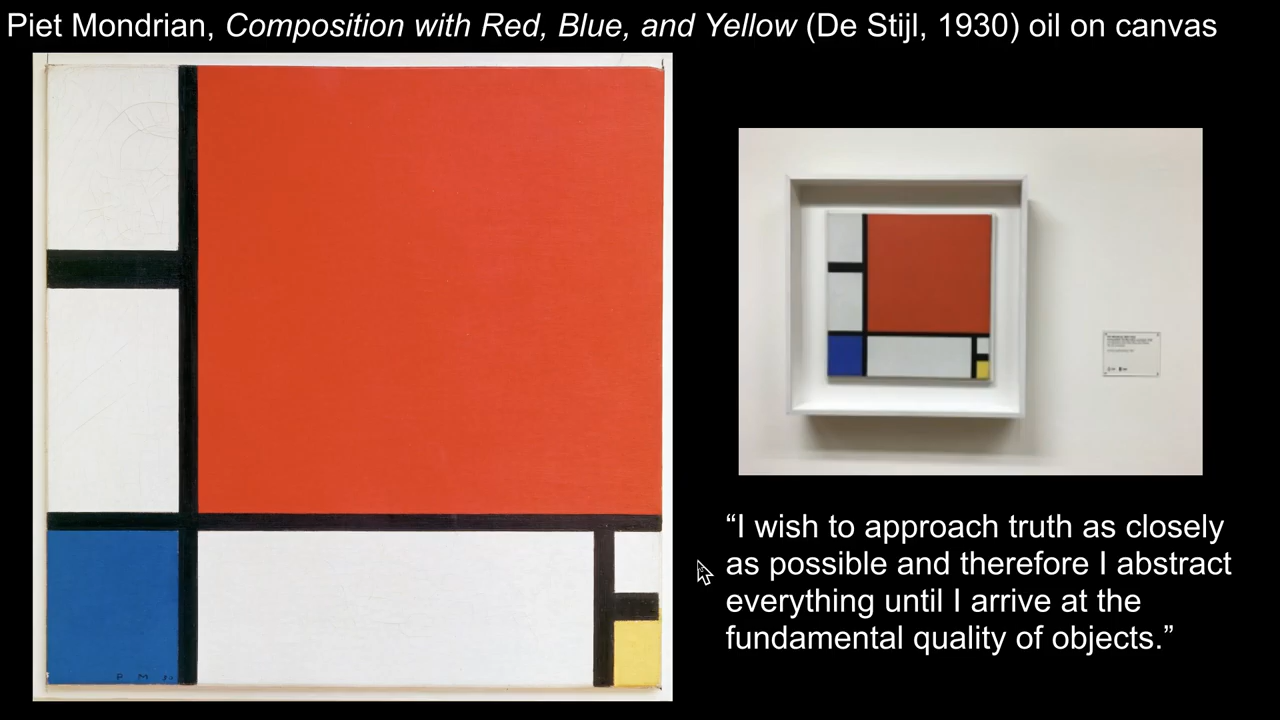 Piet Mondrian, Composition with Red, Blue, and Yellow (De Stijl, 1930) oil on canvas
P M 30
“I wish to approach truth as closely
as possible and therefore I abstract
everything until I arrive at the
fundamental quality of objects.”